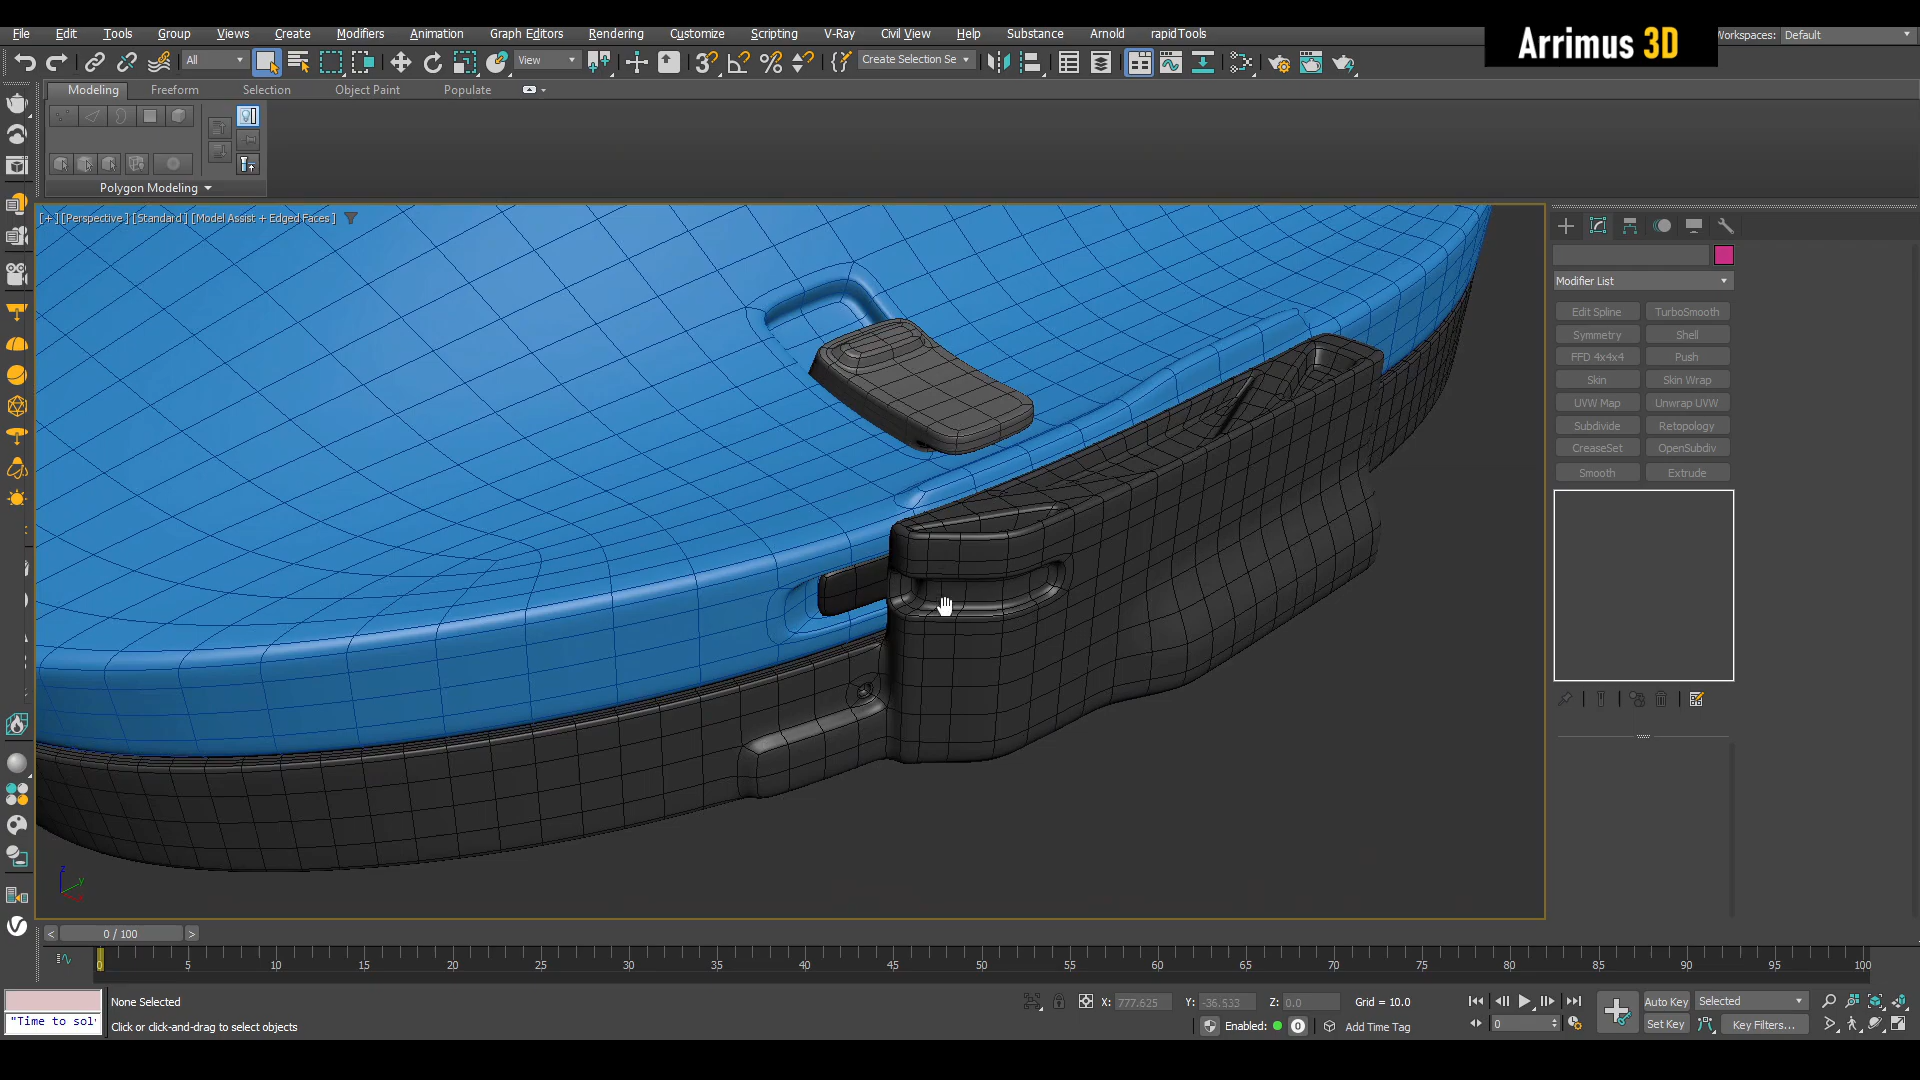 File Edit Tools Group Views Create Modifiers Animation Graph Editors Rendering Customize Scripting V-Ray Civil View Help Substance Arnold rapidTools
Arrimus 3D
Workspaces: Default
All View Create Selection Se
Modeling Freeform Selection Object Paint Populate
Polygon Modeling
[+] [Perspective] [Standard] [Model Assist + Edged Faces]
Modifier List
Edit Spline TurboSmooth
Symmetry Shell
FFD 4x4x4 Push
Skin Skin Wrap
UVW Map Unwrap UVW
Subdivide Retopology
CreaseSet OpenSubdiv
Smooth Extrude
z
y
< 0 / 100 >
0 5 10 15 20 25 30 35 40 45 50 55 60 65 70 75 80 85 90 95 100
None Selected X: 777.625 Y: -36.533 Z: 0.0 Grid = 10.0 Auto Key Selected
"Time to sol
Click or click-and-drag to select objects Enabled: 0 Add Time Tag 0 Set Key Key Filters...